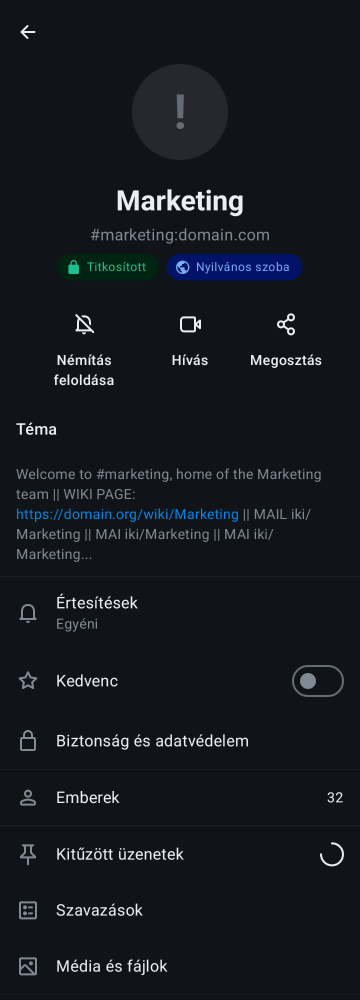 !
Marketing
#marketing:domain.com
Titkosított
Nyilvános szoba
Némítás
feloldása
Hívás
Megosztás
Téma
Welcome to #marketing, home of the Marketing
team || WIKI PAGE:
https://domain.org/wiki/Marketing || MAIL iki/
Marketing || MAI iki/Marketing || MAI iki/
Marketing...
Értesítések
Egyéni
Kedvenc
Biztonság és adatvédelem
Emberek
32
Kitűzött üzenetek
Szavazások
Média és fájlok